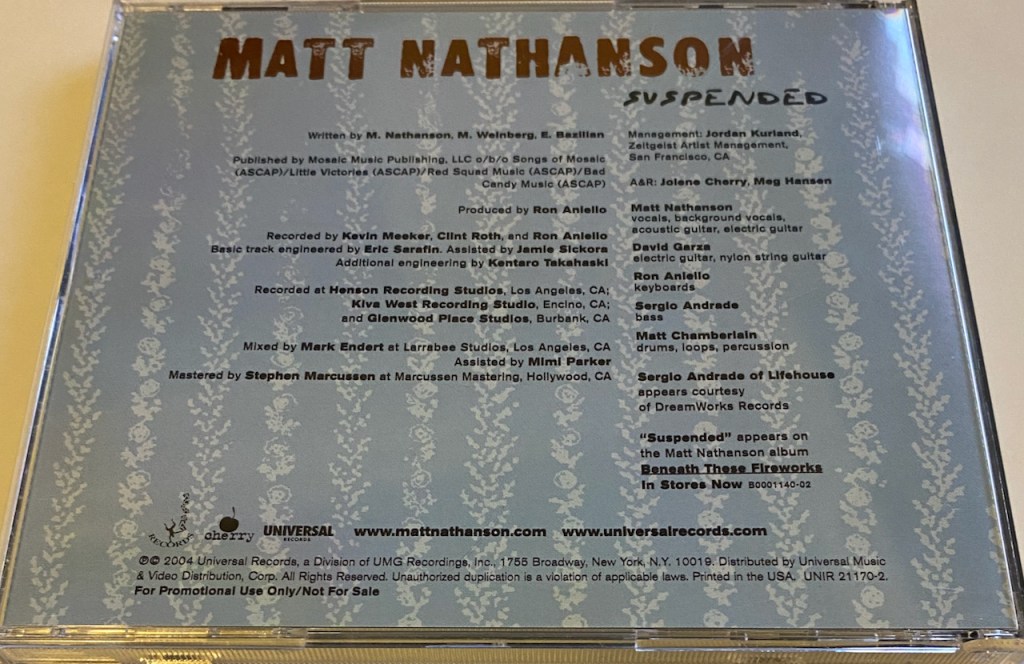 MATT NATHANSON
SUSPENDED
Written by M. Nathanson, M. Weinberg, E. Bazilian
Published by Mosaic Music Publishing, LLC o/b/o Songs of Mosaic
(ASCAP)/Little Victories (ASCAP)/Red Squad Music (ASCAP)/Bad
Candy Music (ASCAP)
Produced by Ron Aniello
Recorded by Kevin Meeker, Clint Roth, and Ron Aniello
Basic track engineered by Eric Sarafin. Assisted by Jamie Sickora
Additional engineering by Kentaro Takahaski
Recorded at Henson Recording Studios, Los Angeles, CA;
Kiva West Recording Studio, Encino, CA;
and Glenwood Place Studios, Burbank, CA
Mixed by Mark Endert at Larrabee Studios, Los Angeles, CA
Assisted by Mimi Parker
Mastered by Stephen Marcussen at Marcussen Mastering, Hollywood, CA
Management: Jordan Kurland,
Zeitgeist Artist Management,
San Francisco, CA
A&R: Jolene Cherry, Meg Hansen
Matt Nathanson
vocals, background vocals,
acoustic guitar, electric guitar
David Garza
electric guitar, nylon string guitar
Ron Aniello
keyboards
Sergio Andrade
bass
Matt Chamberlain
drums, loops, percussion
Sergio Andrade of Lifehouse
appears courtesy
of DreamWorks Records
"Suspended" appears on
the Matt Nathanson album
Beneath These Fireworks
In Stores Now B0001140-02
RECORDS
cherry
UNIVERSAL
RECORDS
www.mattnathanson.com www.universalrecords.com
℗© 2004 Universal Records, a Division of UMG Recordings, Inc., 1755 Broadway, New York, N.Y. 10019. Distributed by Universal Music
& Video Distribution, Corp. All Rights Reserved. Unauthorized duplication is a violation of applicable laws. Printed in the USA. UNIR 21170-2.
For Promotional Use Only/Not For Sale